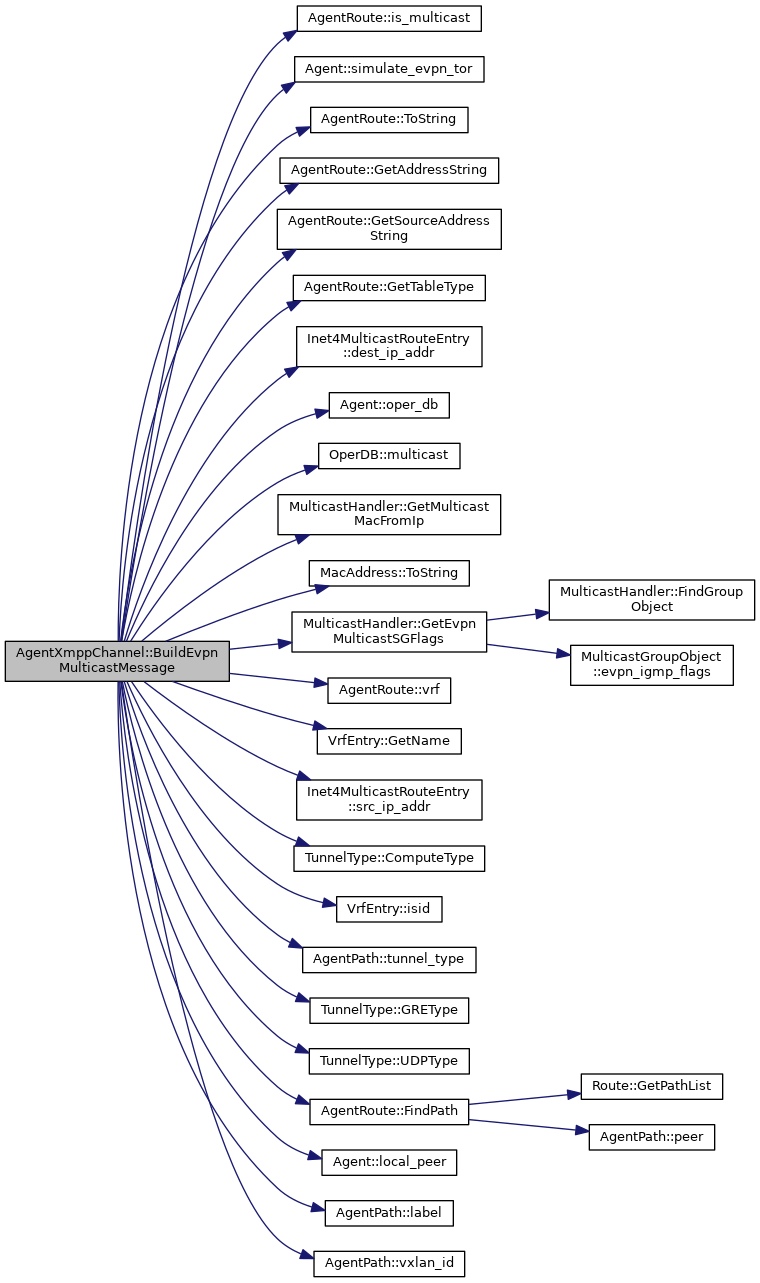 AgentRoute::is_multicast
Agent::simulate_evpn_tor
AgentRoute::ToString
AgentRoute::GetAddressString
AgentRoute::GetSourceAddress
String
AgentRoute::GetTableType
Inet4MulticastRouteEntry
::dest_ip_addr
Agent::oper_db
OperDB::multicast
MulticastHandler::GetMulticast
MacFromIp
MacAddress::ToString
MulticastHandler::GetEvpn
MulticastSGFlags
MulticastHandler::FindGroup
Object
MulticastGroupObject
::evpn_igmp_flags
AgentXmppChannel::BuildEvpn
MulticastMessage
AgentRoute::vrf
VrfEntry::GetName
Inet4MulticastRouteEntry
::src_ip_addr
TunnelType::ComputeType
VrfEntry::isid
AgentPath::tunnel_type
TunnelType::GREType
TunnelType::UDPType
AgentRoute::FindPath
Route::GetPathList
AgentPath::peer
Agent::local_peer
AgentPath::label
AgentPath::vxlan_id